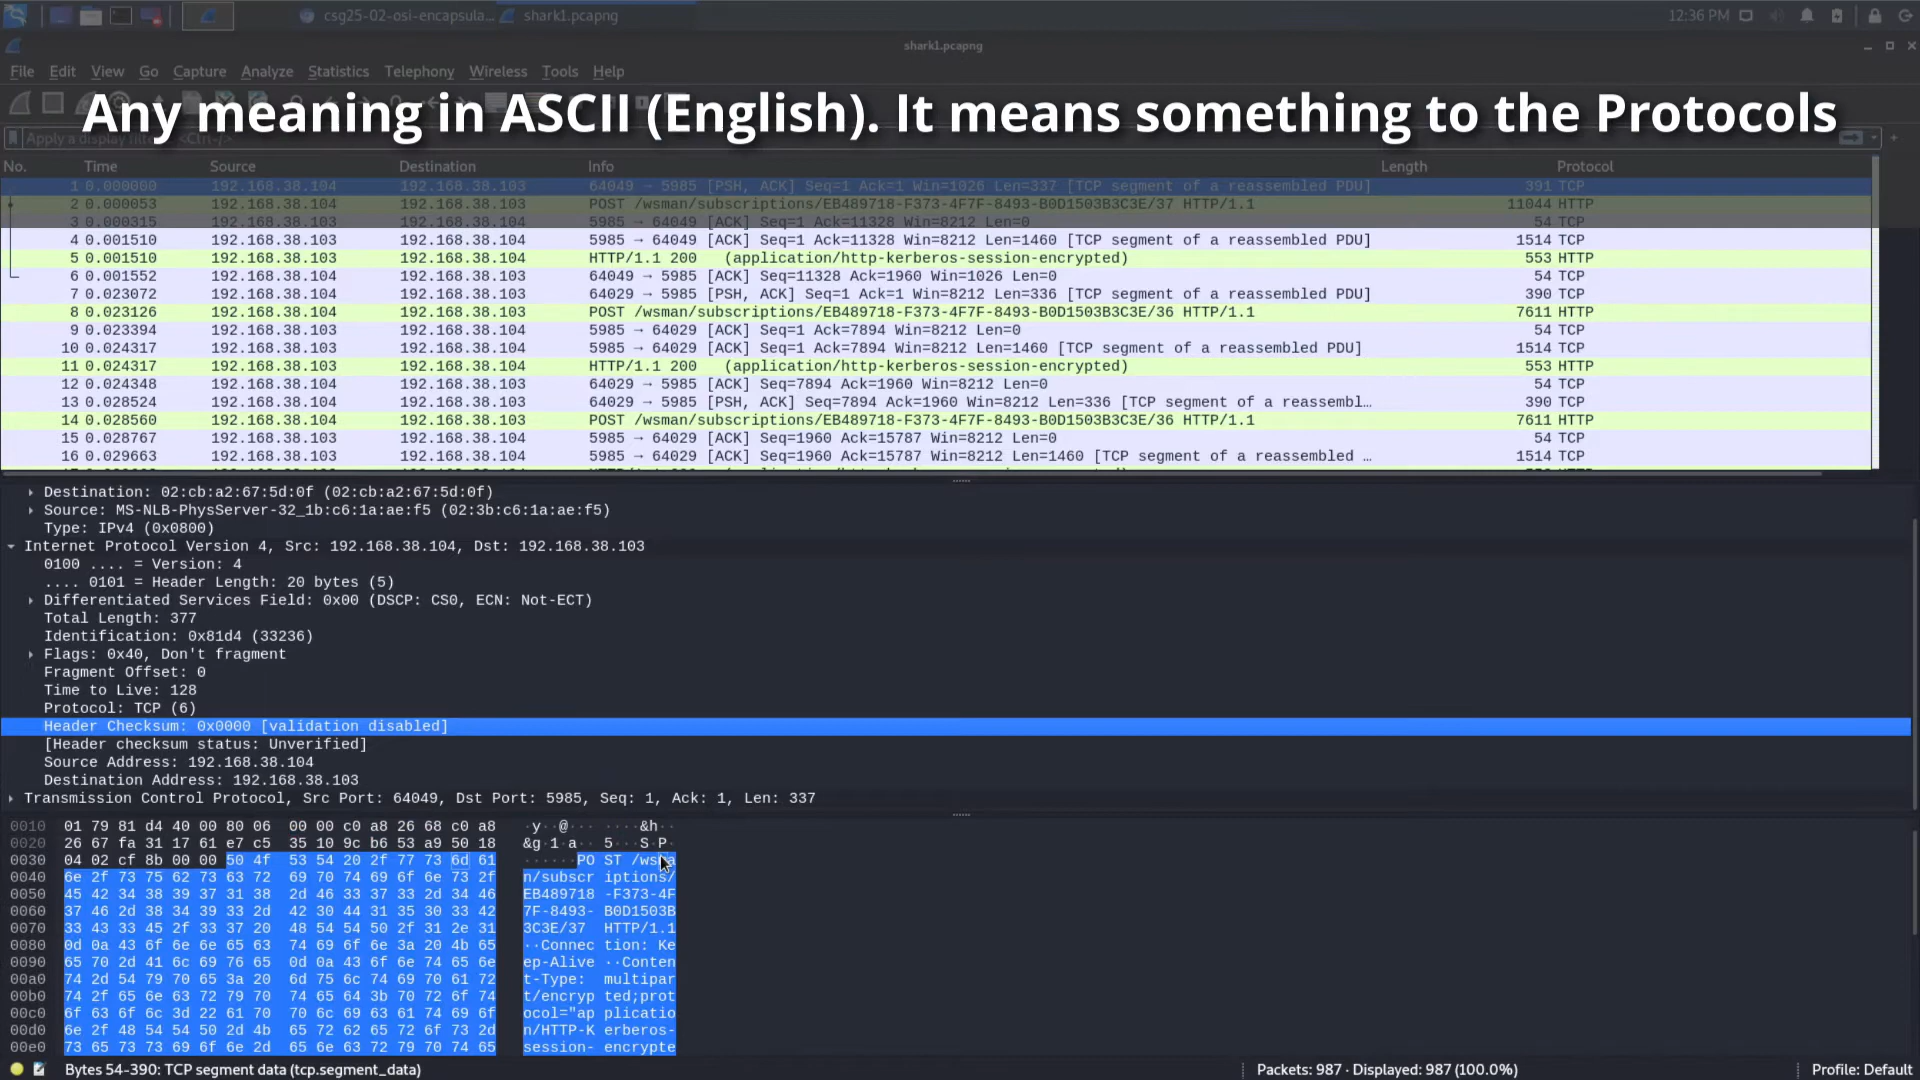 csg25-02-osi-encapsula... shark1.pcapng 12:36 PM
shark1.pcapng
File Edit View Go Capture Analyze Statistics Telephony Wireless Tools Help
Any meaning in ASCII (English). It means something to the Protocols
Apply a display filter ... <Ctrl-/>
No. Time Source Destination Info Length Protocol
1 0.000000 192.168.38.104 192.168.38.103 64049 → 5985 [PSH, ACK] Seq=1 Ack=1 Win=1026 Len=337 [TCP segment of a reassembled PDU] 391 TCP
2 0.000053 192.168.38.104 192.168.38.103 POST /wsman/subscriptions/EB489718-F373-4F7F-8493-B0D1503B3C3E/37 HTTP/1.1 11044 HTTP
3 0.000315 192.168.38.103 192.168.38.104 5985 → 64049 [ACK] Seq=1 Ack=11328 Win=8212 Len=0 54 TCP
4 0.001510 192.168.38.103 192.168.38.104 5985 → 64049 [ACK] Seq=1 Ack=11328 Win=8212 Len=1460 [TCP segment of a reassembled PDU] 1514 TCP
5 0.001510 192.168.38.103 192.168.38.104 HTTP/1.1 200 (application/http-kerberos-session-encrypted) 553 HTTP
6 0.001552 192.168.38.104 192.168.38.103 64049 → 5985 [ACK] Seq=11328 Ack=1960 Win=1026 Len=0 54 TCP
7 0.023072 192.168.38.104 192.168.38.103 64029 → 5985 [PSH, ACK] Seq=1 Ack=1 Win=8212 Len=336 [TCP segment of a reassembled PDU] 390 TCP
8 0.023126 192.168.38.104 192.168.38.103 POST /wsman/subscriptions/EB489718-F373-4F7F-8493-B0D1503B3C3E/36 HTTP/1.1 7611 HTTP
9 0.023394 192.168.38.103 192.168.38.104 5985 → 64029 [ACK] Seq=1 Ack=7894 Win=8212 Len=0 54 TCP
10 0.024317 192.168.38.103 192.168.38.104 5985 → 64029 [ACK] Seq=1 Ack=7894 Win=8212 Len=1460 [TCP segment of a reassembled PDU] 1514 TCP
11 0.024317 192.168.38.103 192.168.38.104 HTTP/1.1 200 (application/http-kerberos-session-encrypted) 553 HTTP
12 0.024348 192.168.38.104 192.168.38.103 64029 → 5985 [ACK] Seq=7894 Ack=1960 Win=8212 Len=0 54 TCP
13 0.028524 192.168.38.104 192.168.38.103 64029 → 5985 [PSH, ACK] Seq=7894 Ack=1960 Win=8212 Len=336 [TCP segment of a reassembl… 390 TCP
14 0.028560 192.168.38.104 192.168.38.103 POST /wsman/subscriptions/EB489718-F373-4F7F-8493-B0D1503B3C3E/36 HTTP/1.1 7611 HTTP
15 0.028767 192.168.38.103 192.168.38.104 5985 → 64029 [ACK] Seq=1960 Ack=15787 Win=8212 Len=0 54 TCP
16 0.029663 192.168.38.103 192.168.38.104 5985 → 64029 [ACK] Seq=1960 Ack=15787 Win=8212 Len=1460 [TCP segment of a reassembled … 1514 TCP
Destination: 02:cb:a2:67:5d:0f (02:cb:a2:67:5d:0f)
Source: MS-NLB-PhysServer-32_1b:c6:1a:ae:f5 (02:3b:c6:1a:ae:f5)
Type: IPv4 (0x0800)
Internet Protocol Version 4, Src: 192.168.38.104, Dst: 192.168.38.103
0100 .... = Version: 4
.... 0101 = Header Length: 20 bytes (5)
Differentiated Services Field: 0x00 (DSCP: CS0, ECN: Not-ECT)
Total Length: 377
Identification: 0x81d4 (33236)
Flags: 0x40, Don't fragment
Fragment Offset: 0
Time to Live: 128
Protocol: TCP (6)
Header Checksum: 0x0000 [validation disabled]
[Header checksum status: Unverified]
Source Address: 192.168.38.104
Destination Address: 192.168.38.103
Transmission Control Protocol, Src Port: 64049, Dst Port: 5985, Seq: 1, Ack: 1, Len: 337
0010 01 79 81 d4 40 00 80 06 00 00 c0 a8 26 68 c0 a8 ·y··@··· ····&h··
0020 26 67 fa 31 17 61 e7 c5 35 10 9c b6 53 a9 50 18 &g·1·a·· 5···S·P·
0030 04 02 cf 8b 00 00 50 4f 53 54 20 2f 77 73 6d 61 ······PO ST /wsma
0040 6e 2f 73 75 62 73 63 72 69 70 74 69 6f 6e 73 2f n/subscr iptions/
0050 45 42 34 38 39 37 31 38 2d 46 33 37 33 2d 34 46 EB489718 -F373-4F
0060 37 46 2d 38 34 39 33 2d 42 30 44 31 35 30 33 42 7F-8493- B0D1503B
0070 33 43 33 45 2f 33 37 20 48 54 54 50 2f 31 2e 31 3C3E/37 HTTP/1.1
0080 0d 0a 43 6f 6e 6e 65 63 74 69 6f 6e 3a 20 4b 65 ··Connec tion: Ke
0090 65 70 2d 41 6c 69 76 65 0d 0a 43 6f 6e 74 65 6e ep-Alive ··Conten
00a0 74 2d 54 79 70 65 3a 20 6d 75 6c 74 69 70 61 72 t-Type: multipar
00b0 74 2f 65 6e 63 72 79 70 74 65 64 3b 70 72 6f 74 t/encryp ted;prot
00c0 6f 63 6f 6c 3d 22 61 70 70 6c 69 63 61 74 69 6f ocol="ap plicatio
00d0 6e 2f 48 54 54 50 2d 4b 65 72 62 65 72 6f 73 2d n/HTTP-K erberos-
00e0 73 65 73 73 69 6f 6e 2d 65 6e 63 72 79 70 74 65 session- encrypte
Bytes 54-390: TCP segment data (tcp.segment_data) Packets: 987 · Displayed: 987 (100.0%) Profile: Default